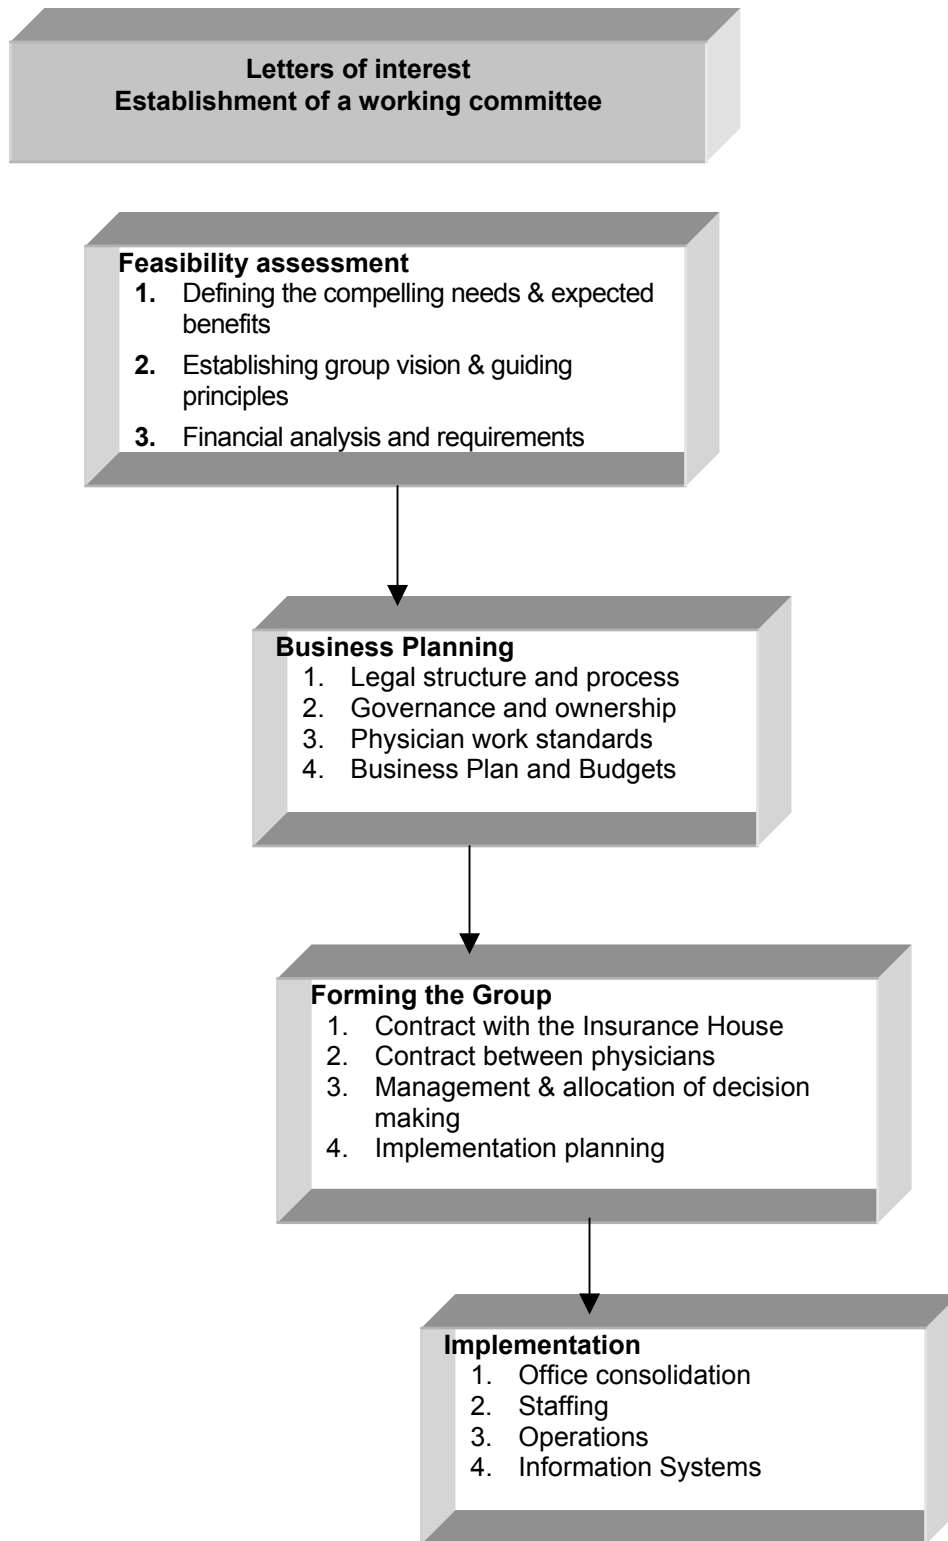 Letters of interest
Establishment of a working committee
Feasibility assessment
1. Defining the compelling needs & expected
benefits
2. Establishing group vision & guiding
principles
3. Financial analysis and requirements
Business Planning
1. Legal structure and process
2. Governance and ownership
3. Physician work standards
4. Business Plan and Budgets
Forming the Group
1. Contract with the Insurance House
2. Contract between physicians
3. Management & allocation of decision
making
4. Implementation planning
Implementation
1. Office consolidation
2. Staffing
3. Operations
4. Information Systems